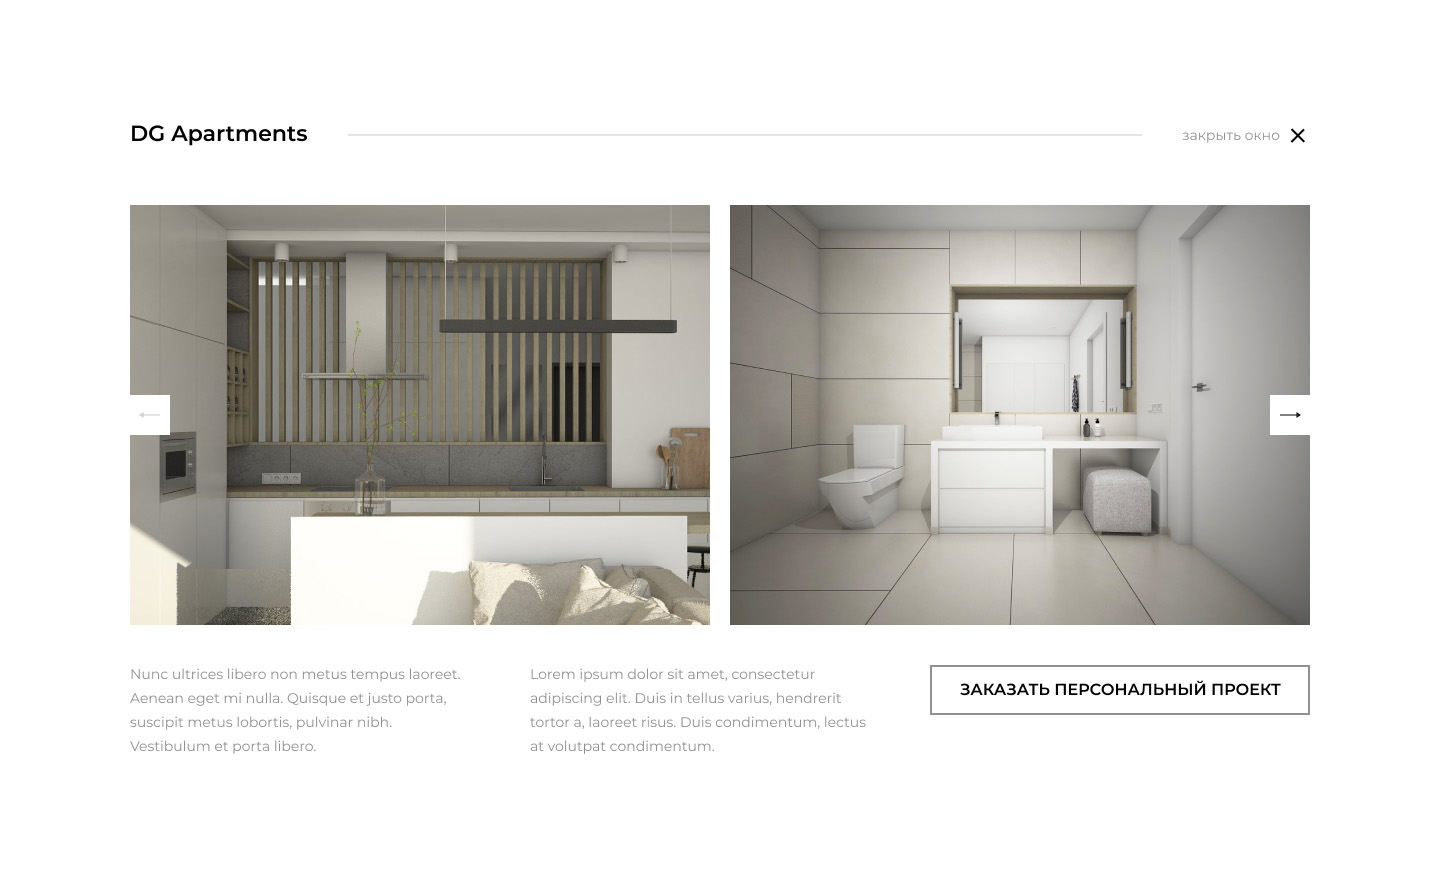 DG Apartments
закрыть окно
Nunc ultrices libero non metus tempus laoreet.
Aenean eget mi nulla. Quisque et justo porta,
suscipit metus lobortis, pulvinar nibh.
Vestibulum et porta libero.
Lorem ipsum dolor sit amet, consectetur
adipiscing elit. Duis in tellus varius, hendrerit
tortor a, laoreet risus. Duis condimentum, lectus
at volutpat condimentum.
ЗАКАЗАТЬ ПЕРСОНАЛЬНЫЙ ПРОЕКТ